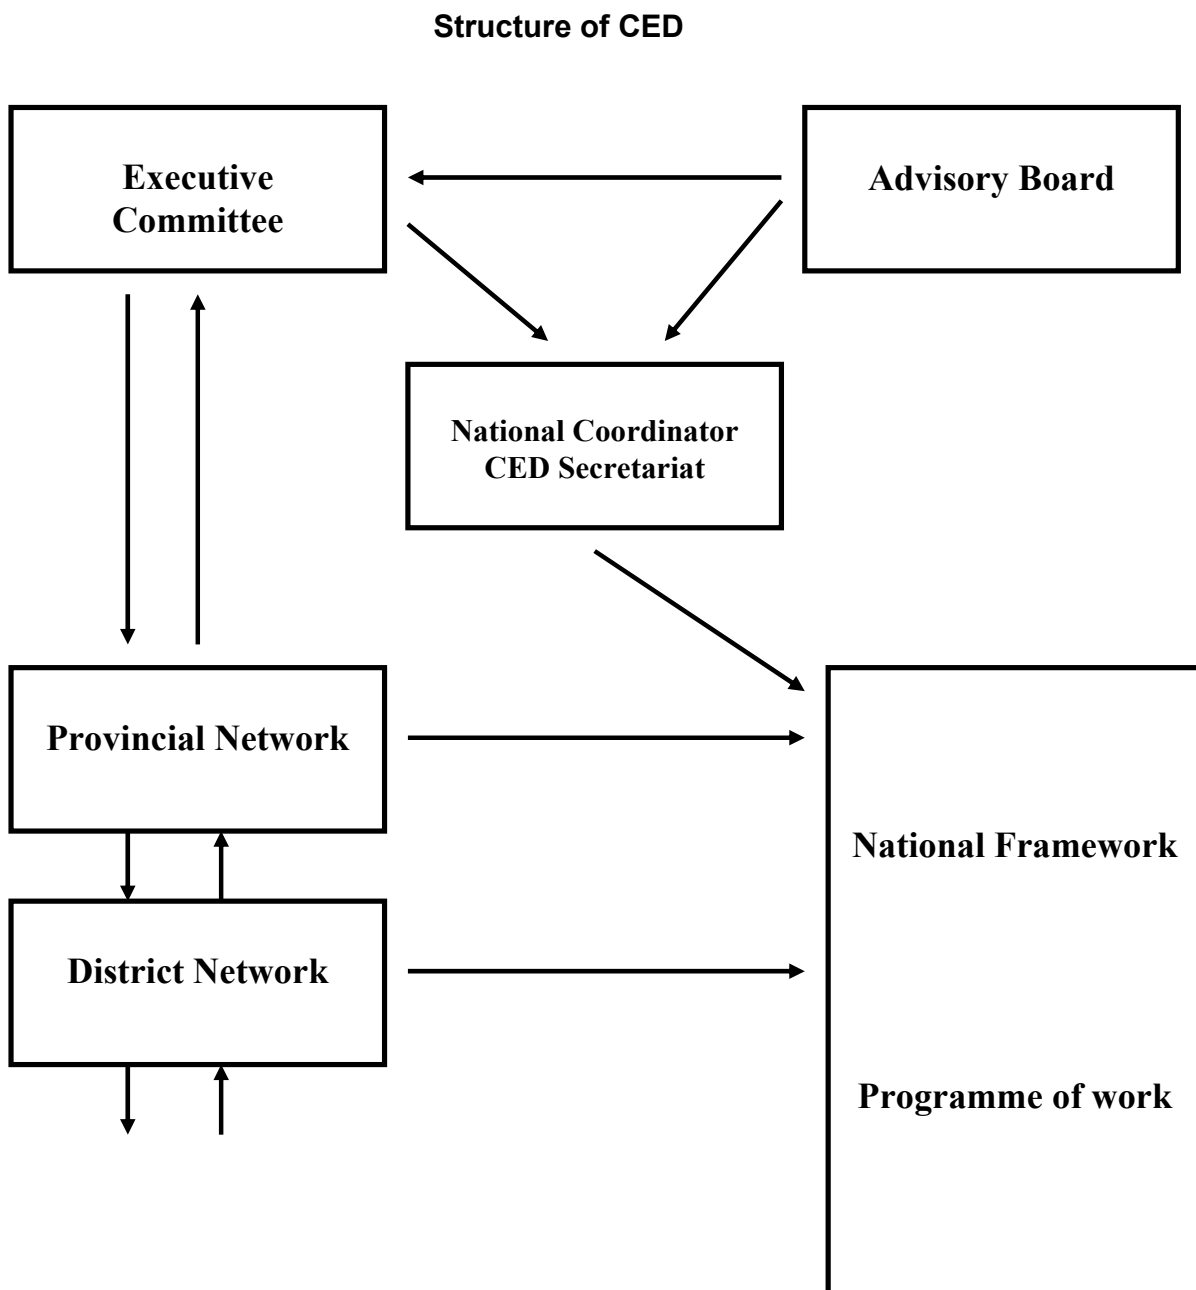 Structure of CED
Executive
Committee
Advisory Board
National Coordinator
CED Secretariat
Provincial Network
National Framework
District Network
Programme of work